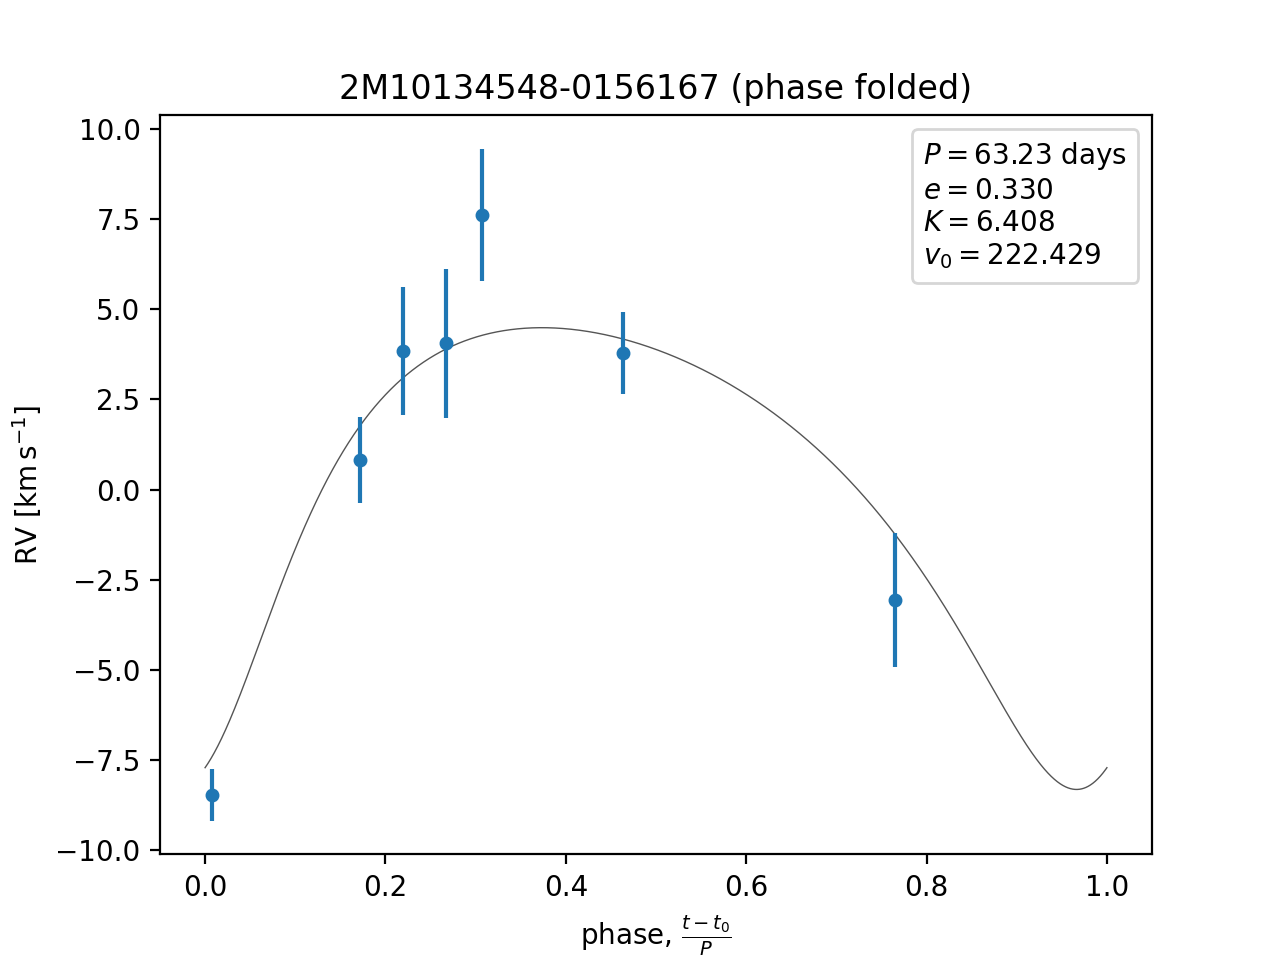 2M10134548-0156167 (phase folded)
P = 63.23 days
e = 0.330
K = 6.408
v₀ = 222.429
10.0
7.5
5.0
2.5
0.0
−2.5
−5.0
−7.5
−10.0
RV [km s⁻¹]
0.0 0.2 0.4 0.6 0.8 1.0
phase, (t − t₀)/P